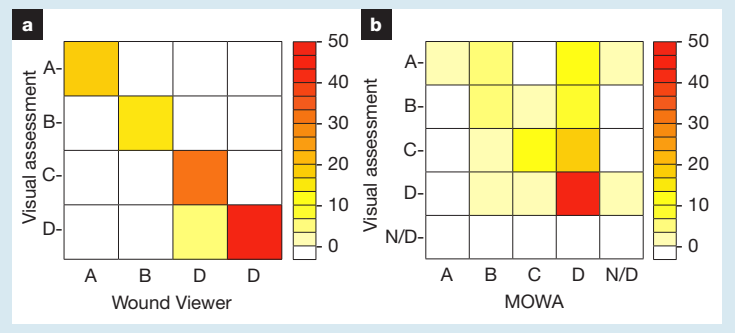 a
Visual assessment
A-
B-
C-
D-
A B D D
Wound Viewer
50
40
30
20
10
0
b
Visual assessment
A-
B-
C-
D-
N/D-
A B C D N/D
MOWA
50
40
30
20
10
0